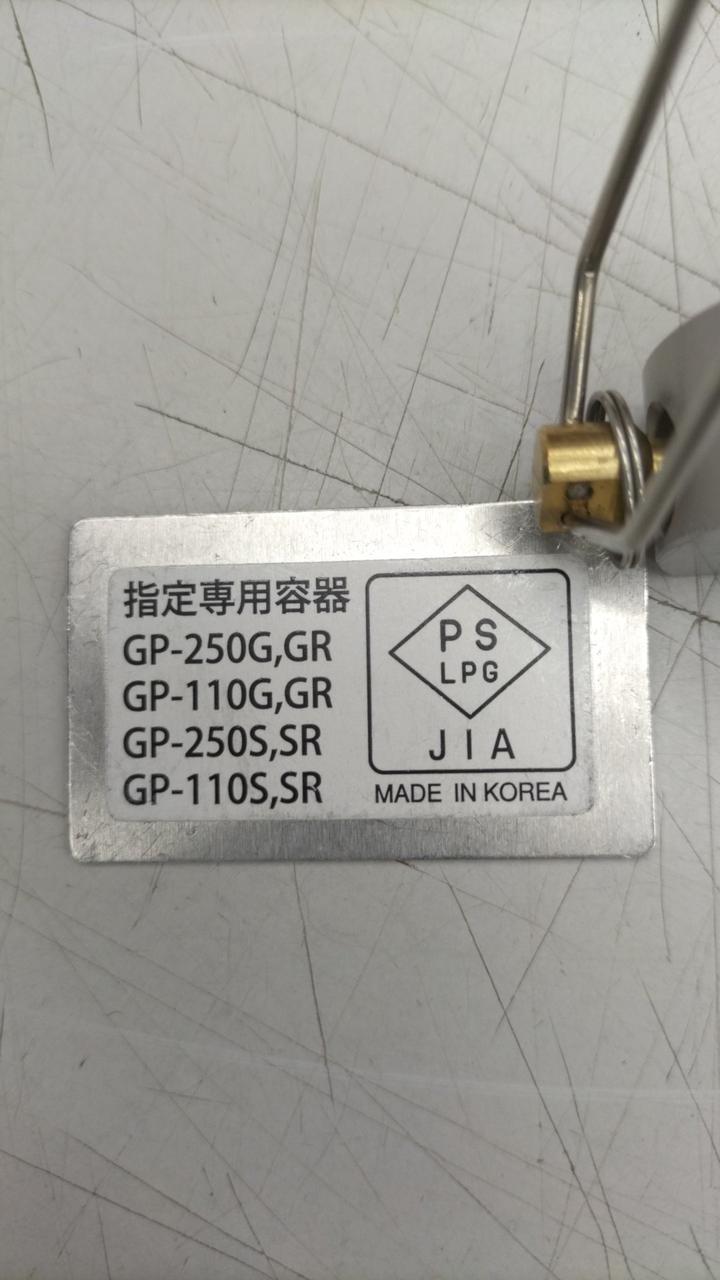 指定専用容器
GP-250G,GR
GP-110G,GR
GP-250S,SR
GP-110S,SR
PS
LPG
JIA
MADE IN KOREA